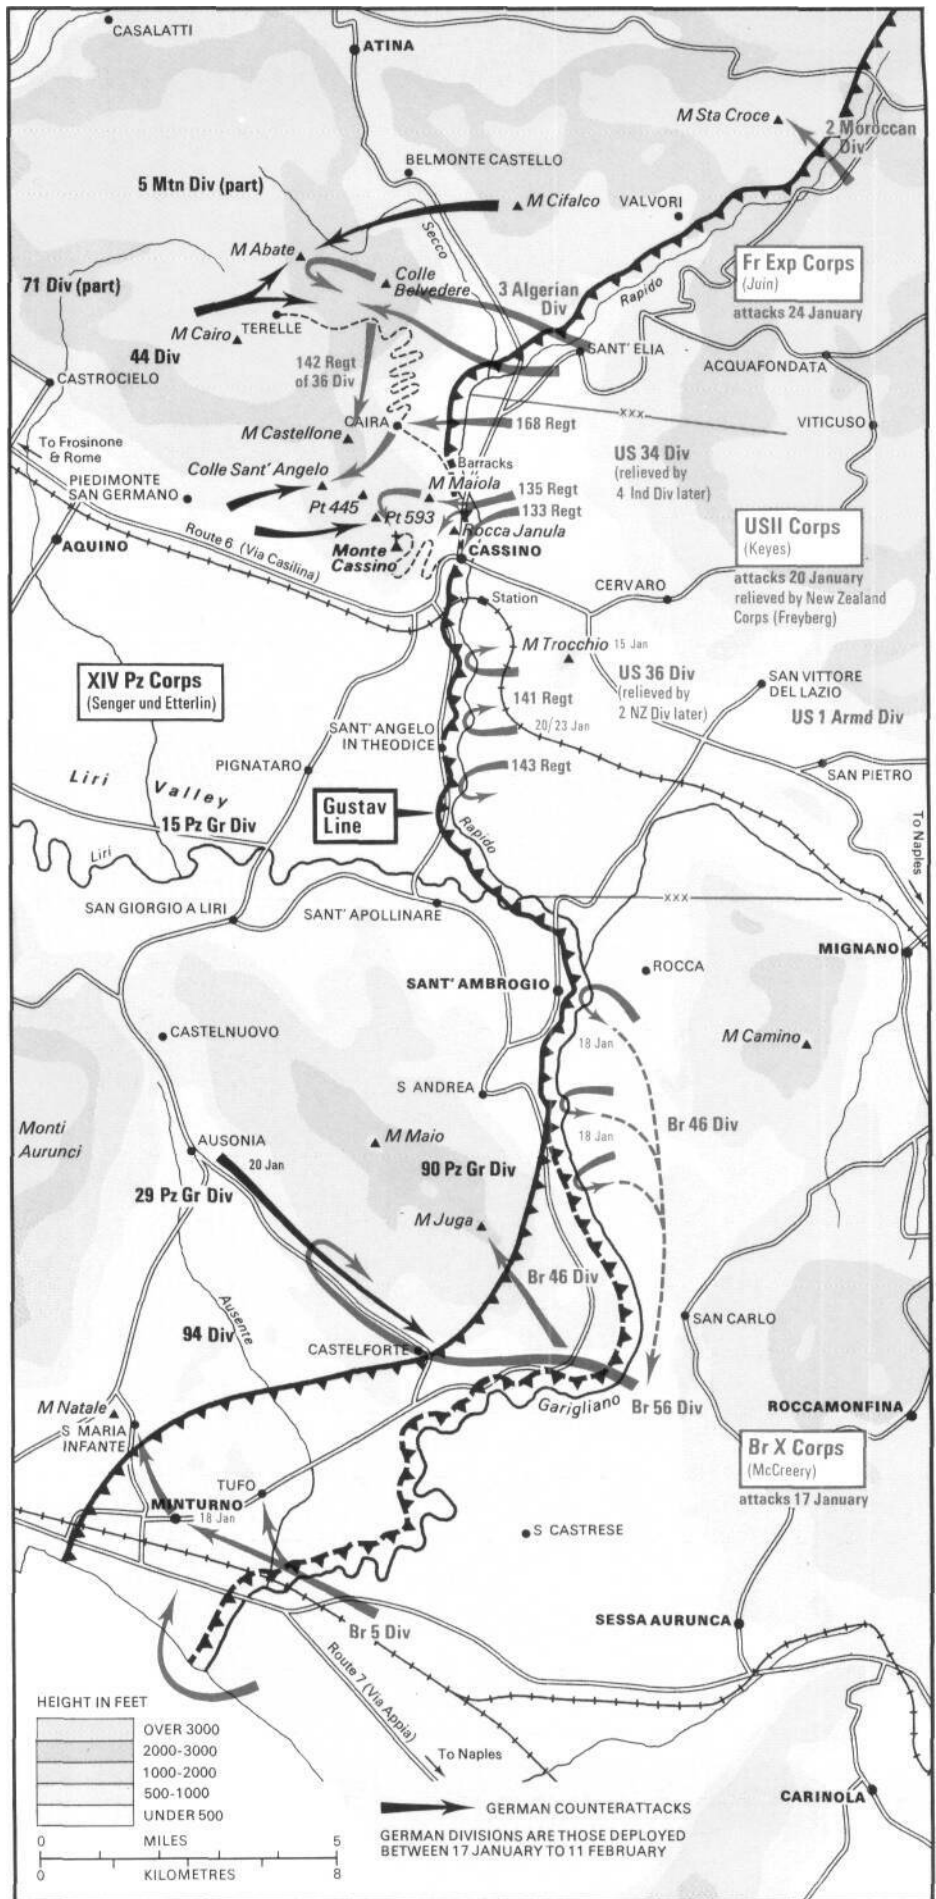 CASALATTI
ATINA
M Sta Croce
2 Moroccan
Div
BELMONTE CASTELLO
5 Mtn Div (part)
M Cifalco
VALVORI
M Abate
Secco
Colle
Belvedere
Fr Exp Corps
(Juin)
attacks 24 January
71 Div (part)
3 Algerian
Div
Rapido
M Cairo
TERELLE
44 Div
SANT' ELIA
ACQUAFONDATA
142 Regt
of 36 Div
CASTROCIELO
XXX
VITICUSO
CAIRA
168 Regt
To Frosinone
& Rome
M Castellone
US 34 Div
(relieved by
4 Ind Div later)
Barracks
Colle Sant' Angelo
M Maiola
PIEDIMONTE
SAN GERMANO
135 Regt
Pt 445
Pt 593
133 Regt
Rocca Janula
USII Corps
(Keyes)
attacks 20 January
relieved by New Zealand
Corps (Freyberg)
Route 6 (Via Casilina)
AQUINO
Monte
Cassino
CASSINO
CERVARO
Station
M Trocchio 15 Jan
XIV Pz Corps
(Senger und Etterlin)
US 36 Div
(relieved by
2 NZ Div later)
SAN VITTORE
DEL LAZIO
141 Regt
US 1 Armd Div
20/23 Jan
SANT' ANGELO
IN THEODICE
PIGNATARO
143 Regt
SAN PIETRO
Liri Valley
Gustav
Line
15 Pz Gr Div
Rapido
To Naples
Liri
XXX
SAN GIORGIO A LIRI
SANT' APOLLINARE
MIGNANO
ROCCA
SANT' AMBROGIO
CASTELNUOVO
18 Jan
M Camino
S ANDREA
Monti
Aurunci
Br 46 Div
AUSONIA
M Maio
18 Jan
20 Jan
90 Pz Gr Div
29 Pz Gr Div
M Juga
Br 46 Div
Ausente
94 Div
SAN CARLO
CASTELFORTE
M Natale
Garigliano
Br 56 Div
ROCCAMONFINA
S MARIA
INFANTE
Br X Corps
(McCreery)
attacks 17 January
TUFO
MINTURNO
18 Jan
S CASTRESE
SESSA AURUNCA
Br 5 Div
Route 7 (Via Appia)
HEIGHT IN FEET
OVER 3000
2000-3000
1000-2000
500-1000
UNDER 500
To Naples
CARINOLA
GERMAN COUNTERATTACKS
GERMAN DIVISIONS ARE THOSE DEPLOYED
BETWEEN 17 JANUARY TO 11 FEBRUARY
0 MILES 5
0 KILOMETRES 8